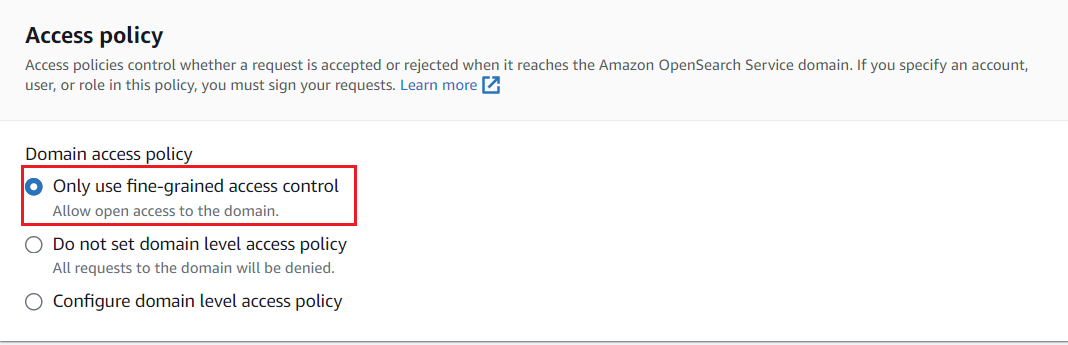 Access policy
Access policies control whether a request is accepted or rejected when it reaches the Amazon OpenSearch Service domain. If you specify an account,
user, or role in this policy, you must sign your requests. Learn more
Domain access policy
Only use fine-grained access control
Allow open access to the domain.
Do not set domain level access policy
All requests to the domain will be denied.
Configure domain level access policy